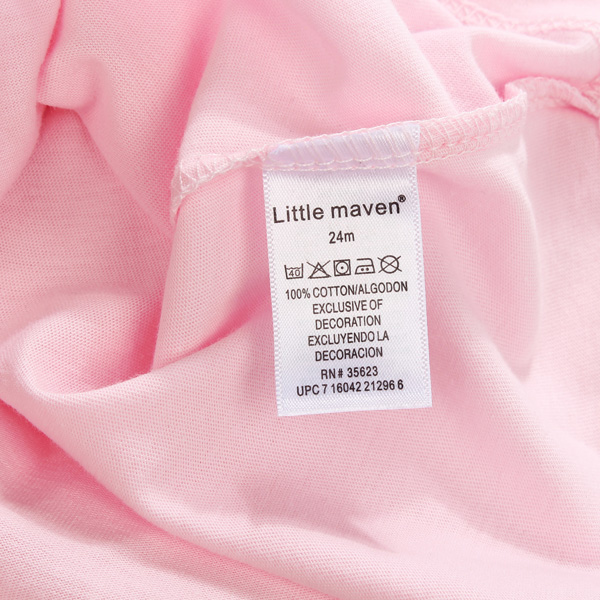 Little maven®
24m
40
100% COTTON/ALGODON
EXCLUSIVE OF
DECORATION
EXCLUYENDO LA
DECORACION
RN# 35623
UPC 7 16042 21296 6